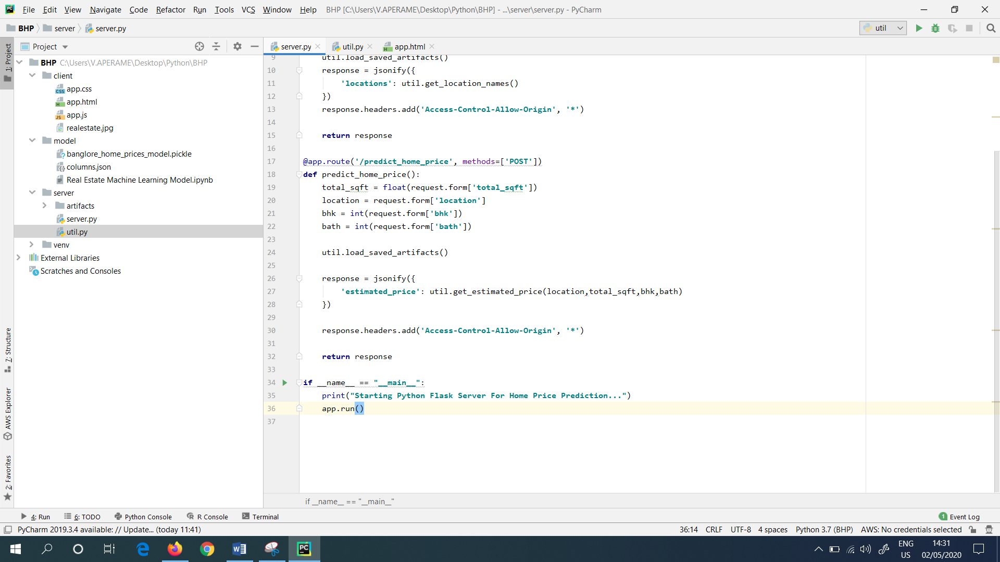 File Edit View Navigate Code Refactor Run Tools VCS Window Help BHP [C:\Users\V.APERAME\Desktop\Python\BHP] - ...\server\server.py - PyCharm
BHP server server.py util
1: Project
Project
server.py util.py app.html
BHP C:\Users\V.APERAME\Desktop\Python\BHP
client
app.css
app.html
app.js
realestate.jpg
model
banglore_home_prices_model.pickle
columns.json
Real Estate Machine Learning Model.ipynb
server
artifacts
server.py
util.py
venv
External Libraries
Scratches and Consoles
7: Structure
AWS Explorer
2: Favorites
9 util.load_saved_artifacts()
10 response = jsonify({
11 'locations': util.get_location_names()
12 })
13 response.headers.add('Access-Control-Allow-Origin', '*')
14
15 return response
16
17 @app.route('/predict_home_price', methods=['POST'])
18 def predict_home_price():
19 total_sqft = float(request.form['total_sqft'])
20 location = request.form['location']
21 bhk = int(request.form['bhk'])
22 bath = int(request.form['bath'])
23
24 util.load_saved_artifacts()
25
26 response = jsonify({
27 'estimated_price': util.get_estimated_price(location,total_sqft,bhk,bath)
28 })
29
30 response.headers.add('Access-Control-Allow-Origin', '*')
31
32 return response
33
34 if __name__ == "__main__":
35 print("Starting Python Flask Server For Home Price Prediction...")
36 app.run()
37
if __name__ == "__main__"
4: Run 6: TODO Python Console R Console Terminal 1 Event Log
PyCharm 2019.3.4 available: // Update... (today 11:41) 36:14 CRLF UTF-8 4 spaces Python 3.7 (BHP) AWS: No credentials selected
ENG 14:31
US 02/05/2020